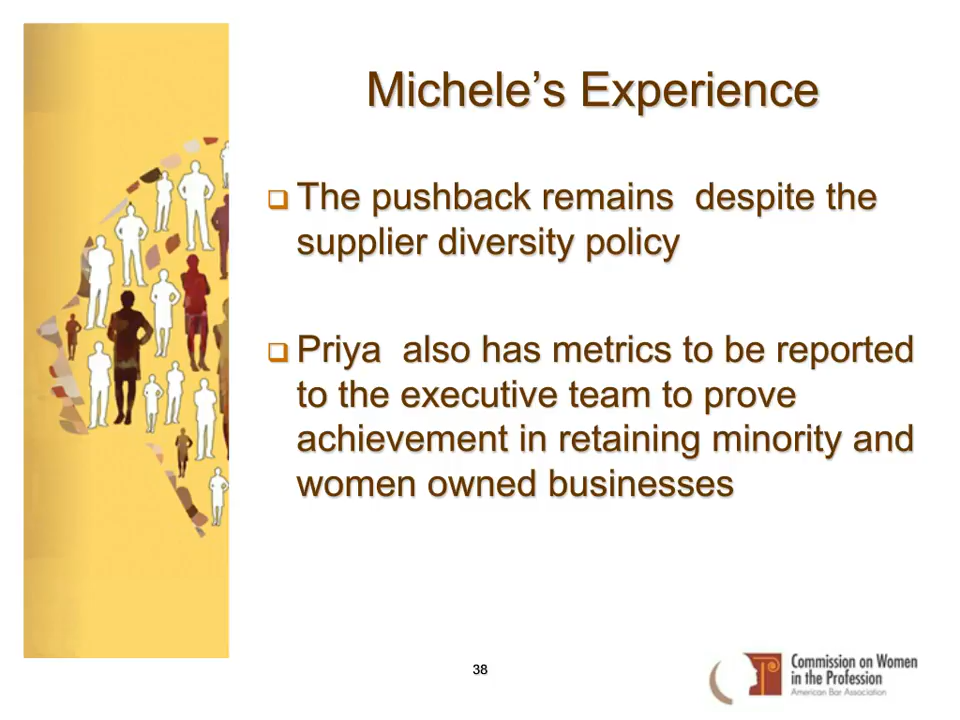 Michele’s Experience
The pushback remains  despite the
supplier diversity policy
Priya  also has metrics to be reported
to the executive team to prove
achievement in retaining minority and
women owned businesses
38
Commission on Women
in the Profession
American Bar Association